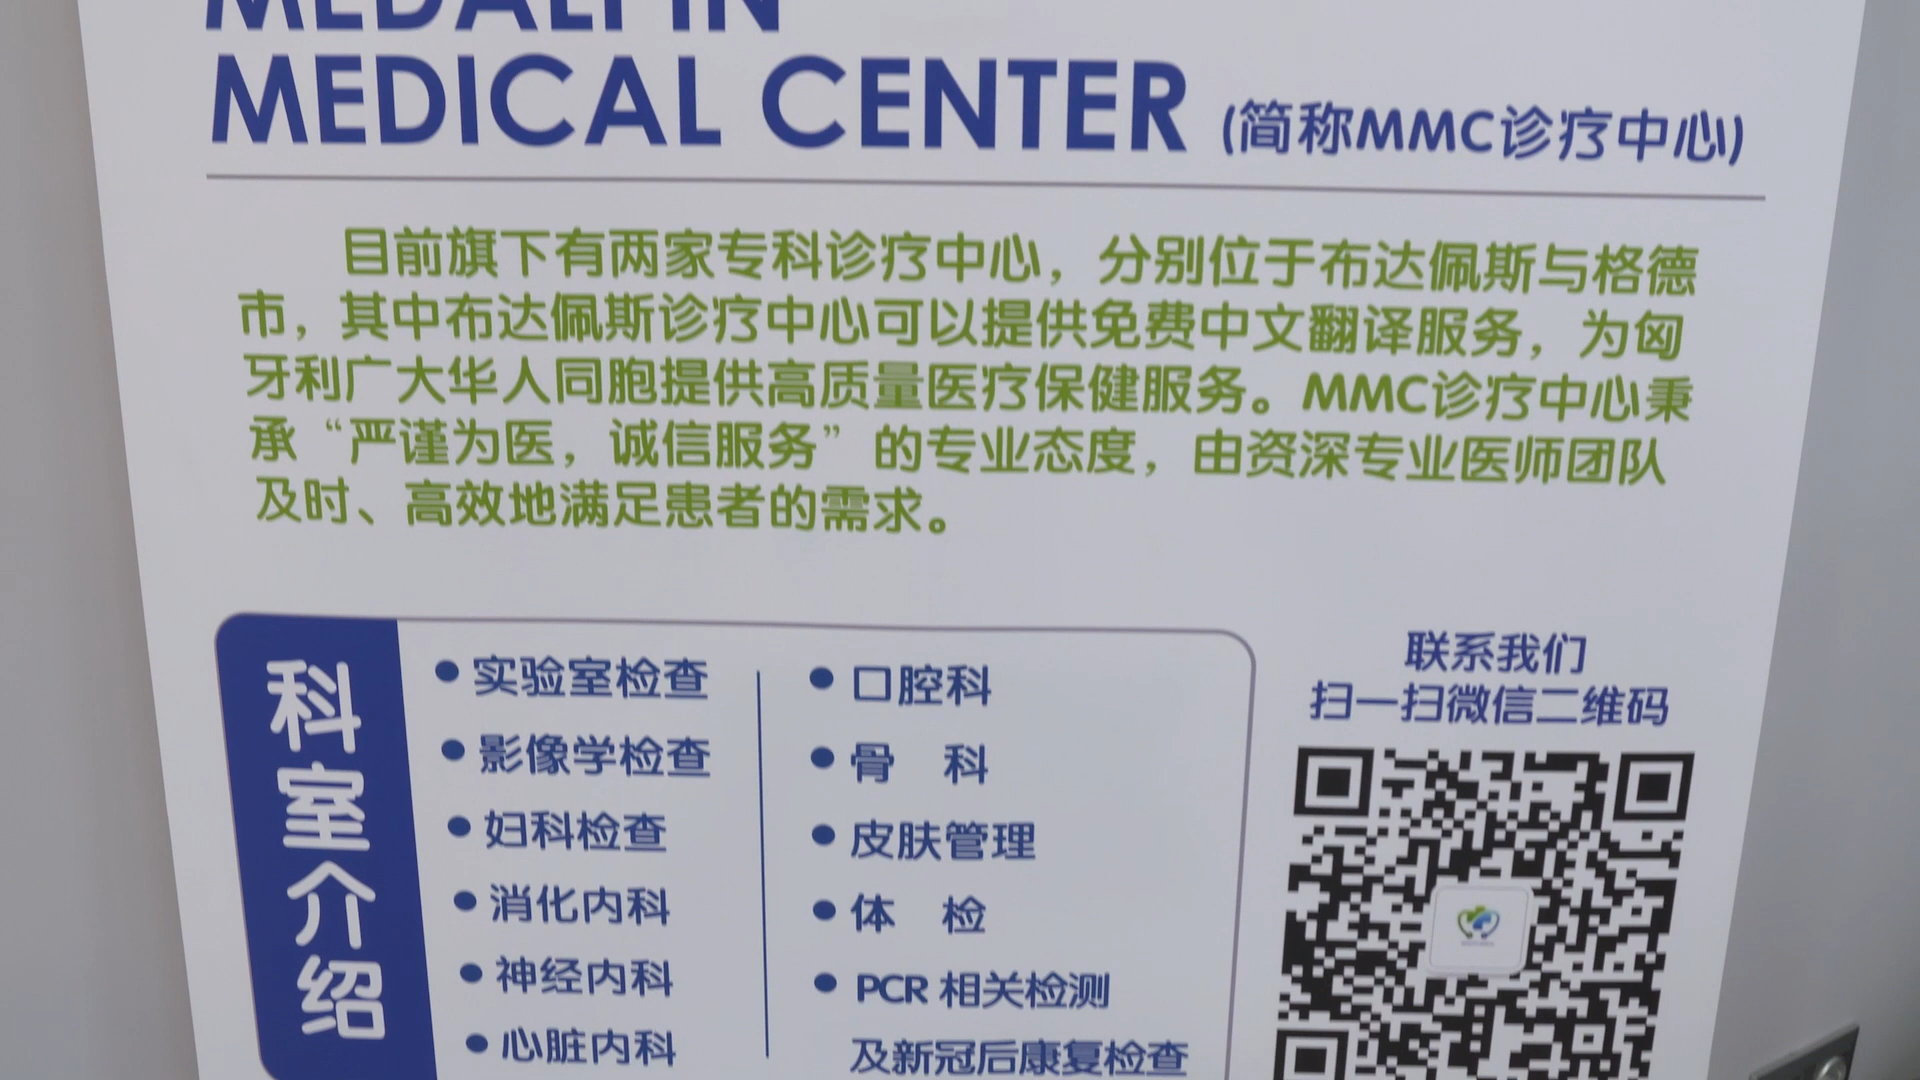 MEDALPIN
MEDICAL CENTER (简称MMC诊疗中心)
目前旗下有两家专科诊疗中心，分别位于布达佩斯与格德
市，其中布达佩斯诊疗中心可以提供免费中文翻译服务，为匈
牙利广大华人同胞提供高质量医疗保健服务。MMC诊疗中心秉
承“严谨为医，诚信服务”的专业态度，由资深专业医师团队
及时、高效地满足患者的需求。
科室介绍
• 实验室检查
• 影像学检查
• 妇科检查
• 消化内科
• 神经内科
• 心脏内科
• 口腔科
• 骨 科
• 皮肤管理
• 体 检
• PCR 相关检测
及新冠后康复检查
联系我们
扫一扫微信二维码